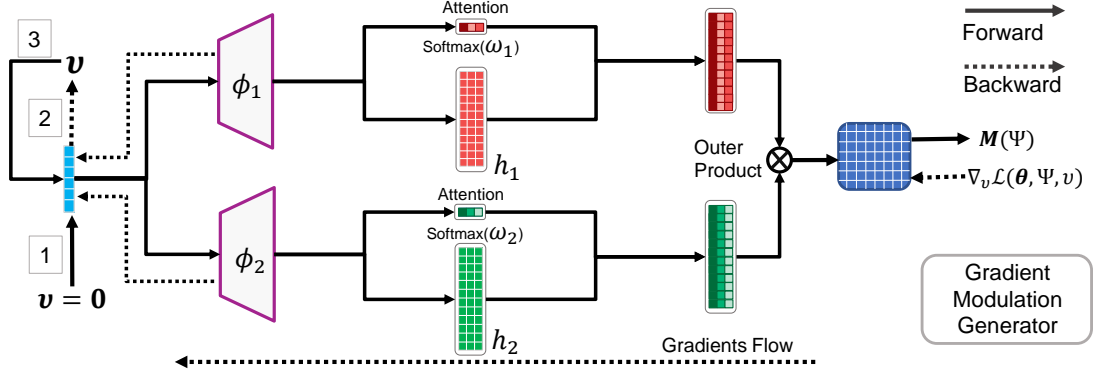 3
𝝊
2
1
𝝊 = 𝟎
ϕ₁
ϕ₂
Attention
Softmax(ω₁)
h₁
Attention
Softmax(ω₂)
h₂
Outer
Product
Forward
Backward
𝑴(Ψ)
∇_υ ℒ(𝜽, Ψ, υ)
Gradient
Modulation
Generator
Gradients Flow